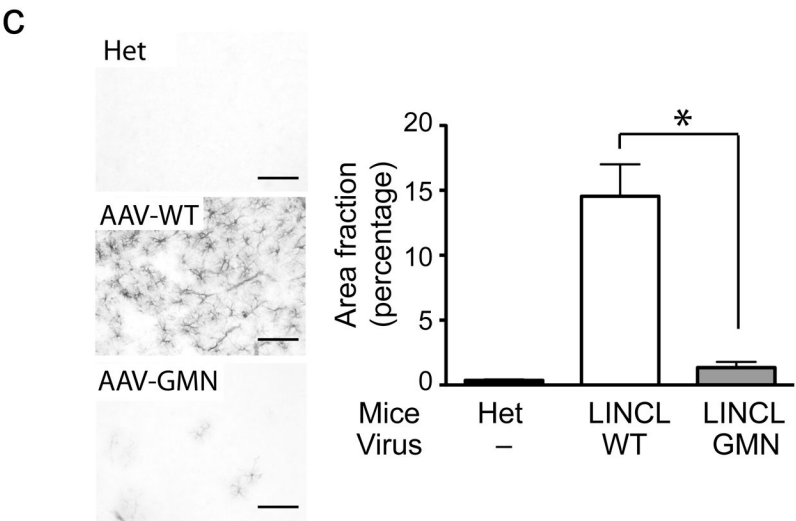 c
Het
AAV-WT
AAV-GMN
Area fraction
(percentage)
20
15
10
5
0
*
Mice Het LINCL LINCL
Virus – WT GMN